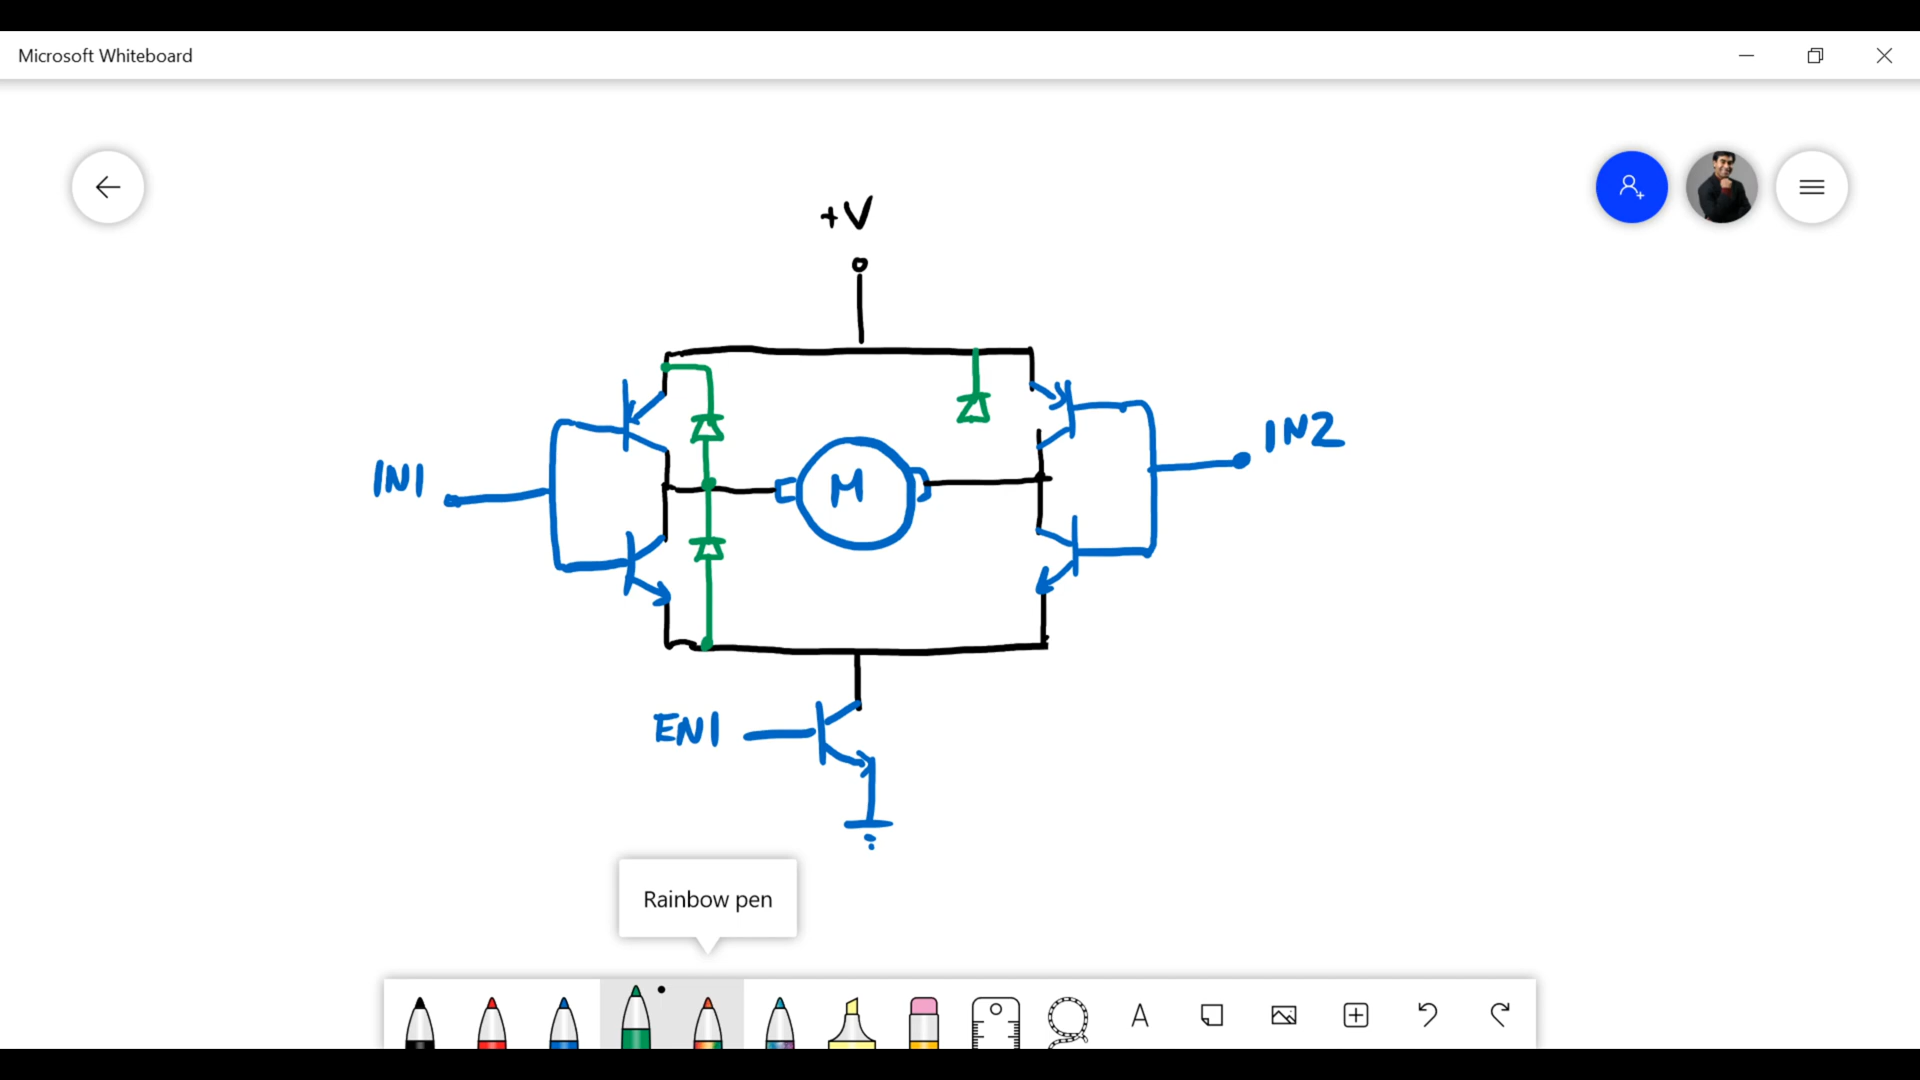 Microsoft Whiteboard
+V
IN1
IN2
M
EN1
Rainbow pen
A